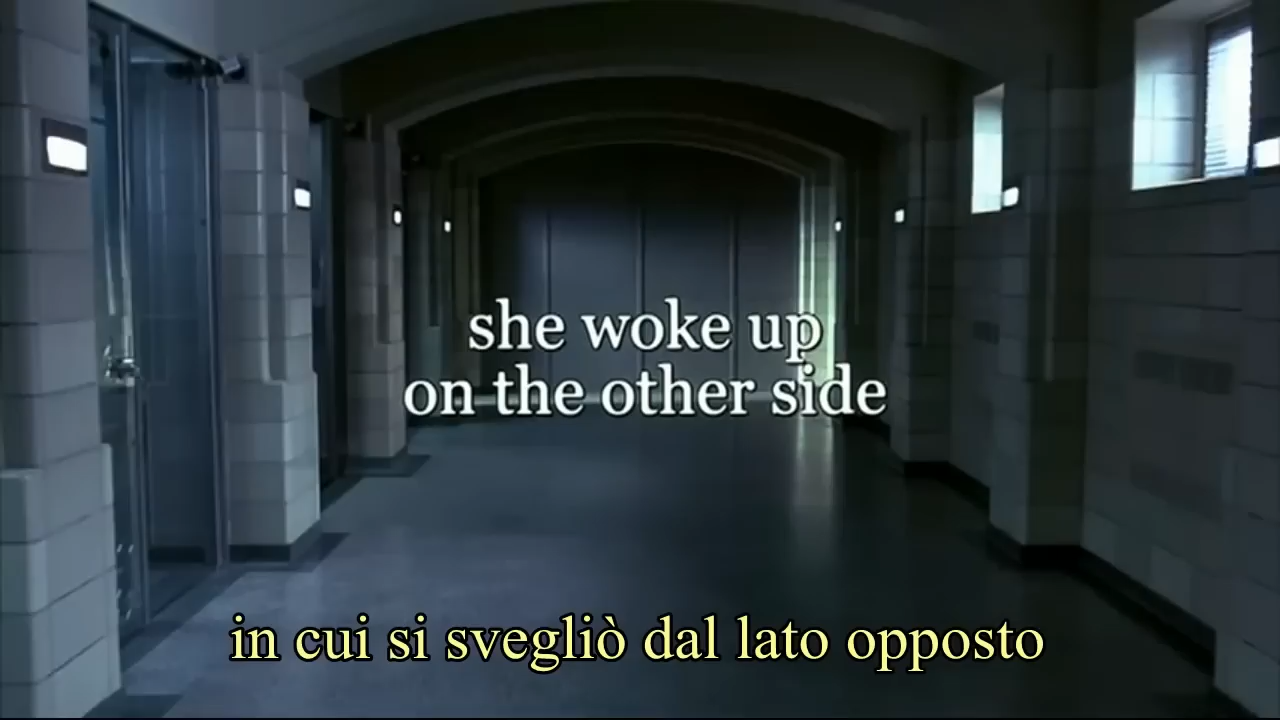 she woke up
on the other side
in cui si svegliò dal lato opposto